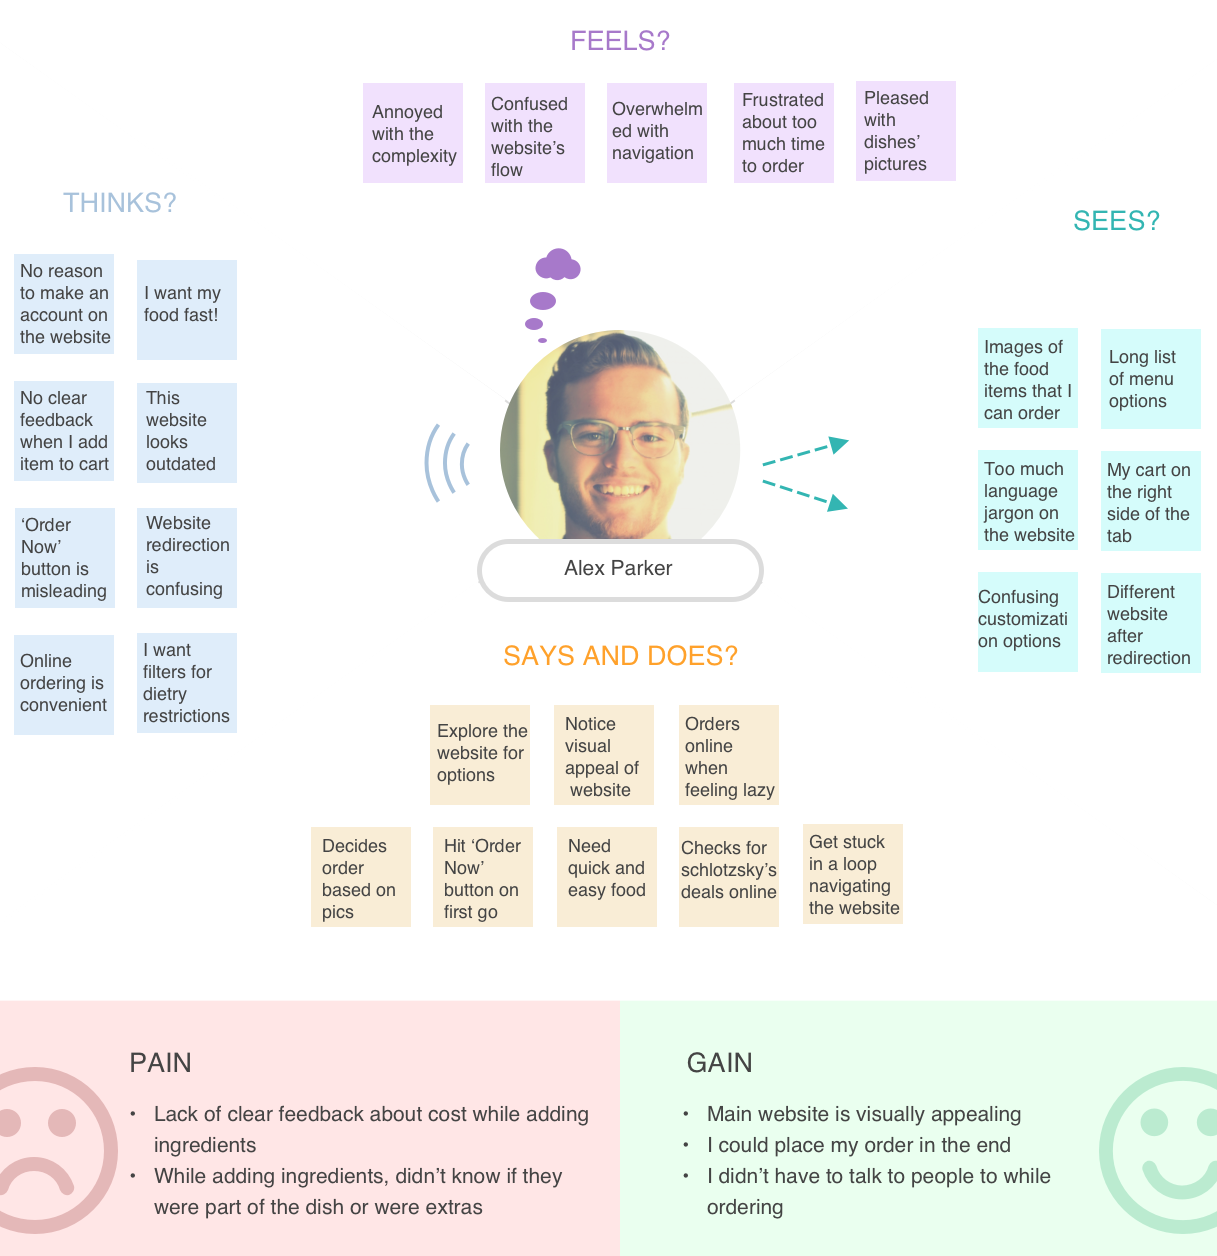 FEELS?
Annoyed
with the
complexity
Confused
with the
website's
flow
Overwhelm
ed with
navigation
Frustrated
about too
much time
to order
Pleased
with
dishes’
pictures
THINKS?
No reason
to make an
account on
the website
I want my
food fast!
No clear
feedback
when I add
item to cart
This
website
looks
outdated
‘Order
Now’
button is
misleading
Website
redirection
is
confusing
Online
ordering is
convenient
I want
filters for
dietry
restrictions
SEES?
Images of
the food
items that I
can order
Long list
of menu
options
Too much
language
jargon on
the website
My cart on
the right
side of the
tab
Confusing
customizati
on options
Different
website
after
redirection
Alex Parker
SAYS AND DOES?
Explore the
website for
options
Notice
visual
appeal of
website
Orders
online
when
feeling lazy
Decides
order
based on
pics
Hit ‘Order
Now’
button on
first go
Need
quick and
easy food
Checks for
schlotzsky’s
deals online
Get stuck
in a loop
navigating
the website
PAIN
• Lack of clear feedback about cost while adding
ingredients
• While adding ingredients, didn’t know if they
were part of the dish or were extras
GAIN
• Main website is visually appealing
• I could place my order in the end
• I didn’t have to talk to people to while
ordering